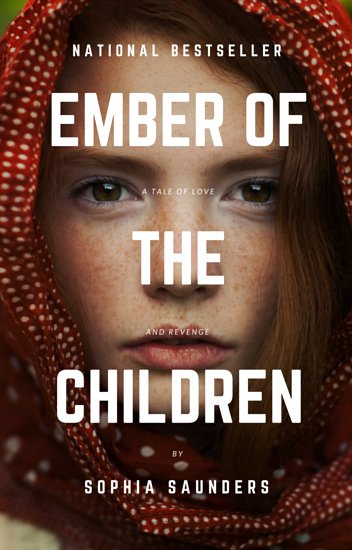 NATIONAL BESTSELLER
EMBER OF
A TALE OF LOVE
THE
AND REVENGE
CHILDREN
BY
SOPHIA SAUNDERS